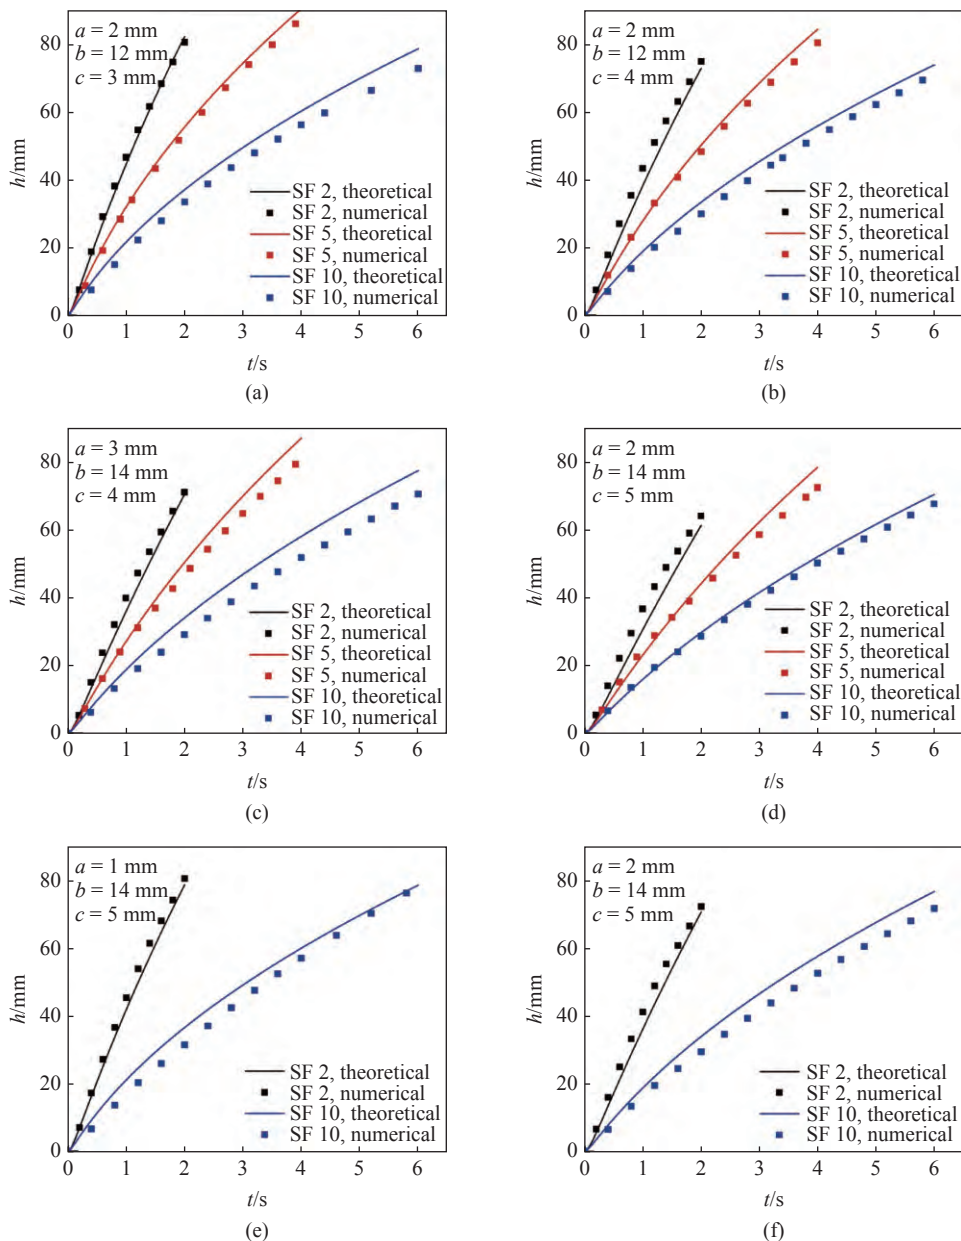 a = 2 mm
b = 12 mm
c = 3 mm
80
60
40
20
0
h/mm
SF 2, theoretical
SF 2, numerical
SF 5, theoretical
SF 5, numerical
SF 10, theoretical
SF 10, numerical
0 1 2 3 4 5 6
t/s
(a)
a = 2 mm
b = 12 mm
c = 4 mm
80
60
40
20
0
h/mm
SF 2, theoretical
SF 2, numerical
SF 5, theoretical
SF 5, numerical
SF 10, theoretical
SF 10, numerical
0 1 2 3 4 5 6
t/s
(b)
a = 3 mm
b = 14 mm
c = 4 mm
80
60
40
20
0
h/mm
SF 2, theoretical
SF 2, numerical
SF 5, theoretical
SF 5, numerical
SF 10, theoretical
SF 10, numerical
0 1 2 3 4 5 6
t/s
(c)
a = 2 mm
b = 14 mm
c = 5 mm
80
60
40
20
0
h/mm
SF 2, theoretical
SF 2, numerical
SF 5, theoretical
SF 5, numerical
SF 10, theoretical
SF 10, numerical
0 1 2 3 4 5 6
t/s
(d)
a = 1 mm
b = 14 mm
c = 5 mm
80
60
40
20
0
h/mm
SF 2, theoretical
SF 2, numerical
SF 10, theoretical
SF 10, numerical
0 1 2 3 4 5 6
t/s
(e)
a = 2 mm
b = 14 mm
c = 5 mm
80
60
40
20
0
h/mm
SF 2, theoretical
SF 2, numerical
SF 10, theoretical
SF 10, numerical
0 1 2 3 4 5 6
t/s
(f)